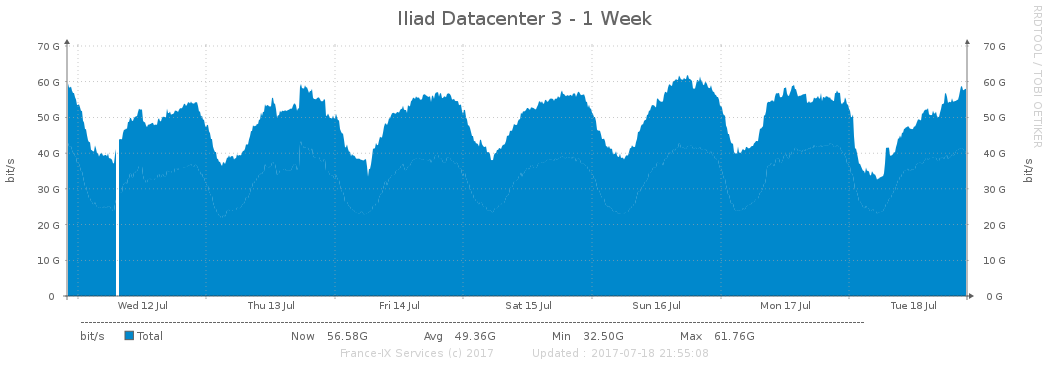 Iliad Datacenter 3 - 1 Week
RRDTOOL / TOBI OETIKER
bit/s
70 G
60 G
50 G
40 G
30 G
20 G
10 G
0
70 G
60 G
50 G
40 G
30 G
20 G
10 G
0 G
bit/s
Wed 12 Jul Thu 13 Jul Fri 14 Jul Sat 15 Jul Sun 16 Jul Mon 17 Jul Tue 18 Jul
bit/s Total Now 56.58G Avg 49.36G Min 32.50G Max 61.76G
France-IX Services (c) 2017 Updated : 2017-07-18 21:55:08